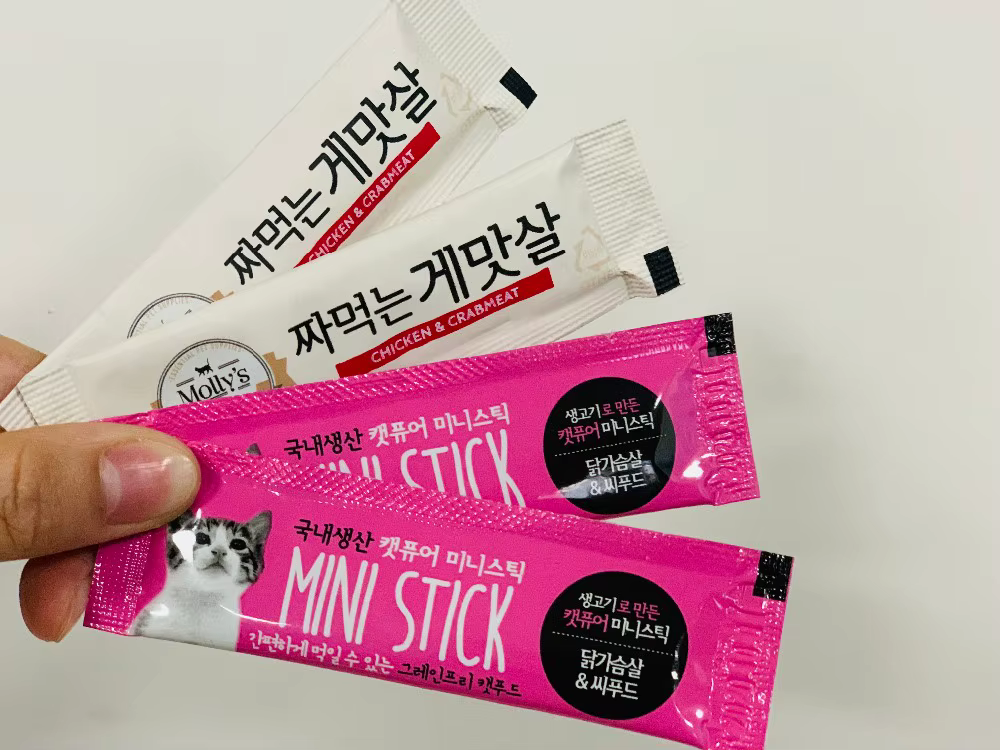 짜먹는 게맛살
CHICKEN & CRABMEAT
짜먹는 게맛살
CHICKEN & CRABMEAT
ESSENTIAL PET SUPPLIES
Molly's
국내생산 캣퓨어 미니스틱
MINI STICK
생고기로 만든
캣퓨어 미니스틱
닭가슴살
&씨푸드
국내생산 캣퓨어 미니스틱
MINI STICK
간편하게 먹일 수 있는 그레인프리 캣푸드
생고기로 만든
캣퓨어 미니스틱
닭가슴살
&씨푸드